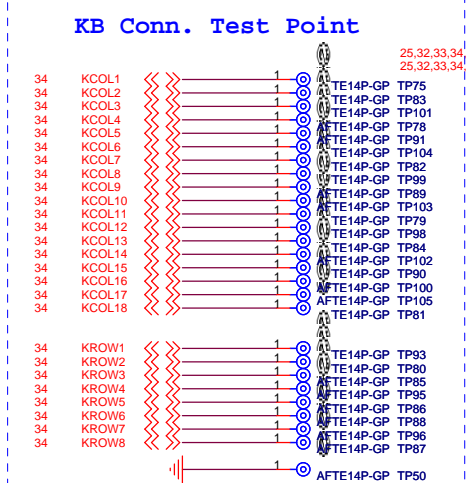 KB Conn. Test Point
25,32,33,34
25,32,33,34
34 KCOL1 1 TE14P-GP TP75
34 KCOL2 1 TE14P-GP TP83
34 KCOL3 1 TE14P-GP TP101
34 KCOL4 1 AFTE14P-GP TP78
34 KCOL5 1 TE14P-GP TP91
34 KCOL6 1 TE14P-GP TP104
34 KCOL7 1 TE14P-GP TP82
34 KCOL8 1 TE14P-GP TP99
34 KCOL9 1 AFTE14P-GP TP89
34 KCOL10 1 AFTE14P-GP TP103
34 KCOL11 1 TE14P-GP TP79
34 KCOL12 1 TE14P-GP TP98
34 KCOL13 1 TE14P-GP TP84
34 KCOL14 1 AFTE14P-GP TP102
34 KCOL15 1 TE14P-GP TP90
34 KCOL16 1 AFTE14P-GP TP100
34 KCOL17 1 AFTE14P-GP TP105
34 KCOL18 1 TE14P-GP TP81
34 KROW1 1 TE14P-GP TP93
34 KROW2 1 TE14P-GP TP80
34 KROW3 1 AFTE14P-GP TP85
34 KROW4 1 AFTE14P-GP TP95
34 KROW5 1 TE14P-GP TP86
34 KROW6 1 AFTE14P-GP TP88
34 KROW7 1 AFTE14P-GP TP96
34 KROW8 1 AFTE14P-GP TP87
1 AFTE14P-GP TP50